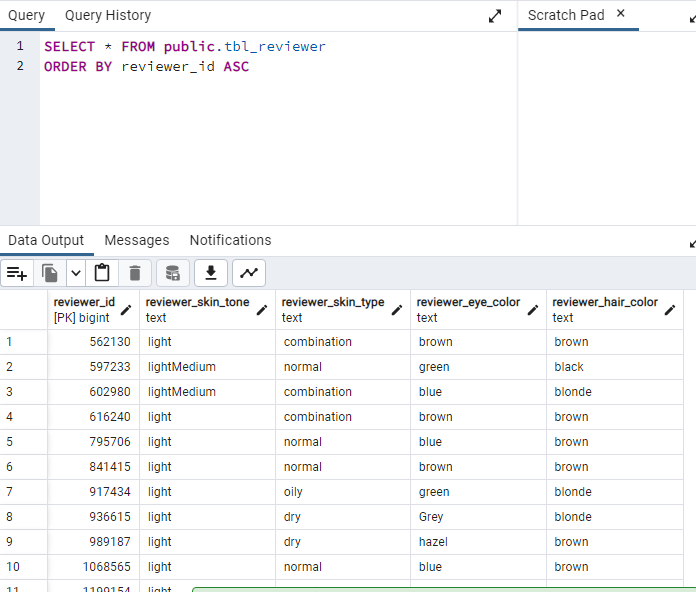 Query Query History Scratch Pad ×
1 SELECT * FROM public.tbl_reviewer
2 ORDER BY reviewer_id ASC
Data Output Messages Notifications
reviewer_id reviewer_skin_tone reviewer_skin_type reviewer_eye_color reviewer_hair_color
[PK] bigint text text text text
1 562130 light combination brown brown
2 597233 lightMedium normal green black
3 602980 lightMedium combination blue blonde
4 616240 light combination brown brown
5 795706 light normal blue brown
6 841415 light normal brown brown
7 917434 light oily green blonde
8 936615 light dry Grey blonde
9 989187 light dry hazel brown
10 1068565 light normal blue brown
11 1199154 light